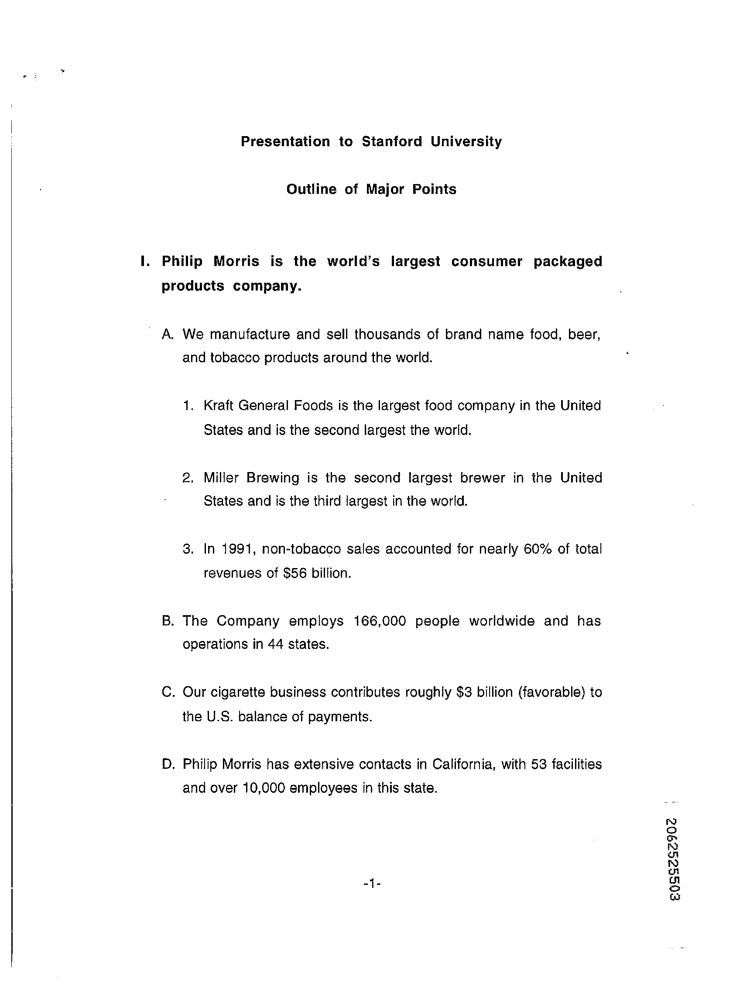 Presentation to Stanford University
Outline of Major Points
I. Philip Morris is the world's largest consumer packaged
products company.
A. We manufacture and sell thousands of brand name food, beer,
and tobacco products around the world.
1. Kraft General Foods is the largest food company in the United
States and is the second largest the world.
2. Miller Brewing is the second largest brewer in the United
States and is the third largest in the world.
3. In 1991, non-tobacco sales accounted for nearly 60% of total
revenues of $56 billion.
B. The Company employs 166,000 people worldwide and has
operations in 44 states.
C. Our cigarette business contributes roughly $3 billion (favorable) to
the U.S. balance of payments.
D. Philip Morris has extensive contacts in California, with 53 facilities
and over 10,000 employees in this state.
-1-
2062525503